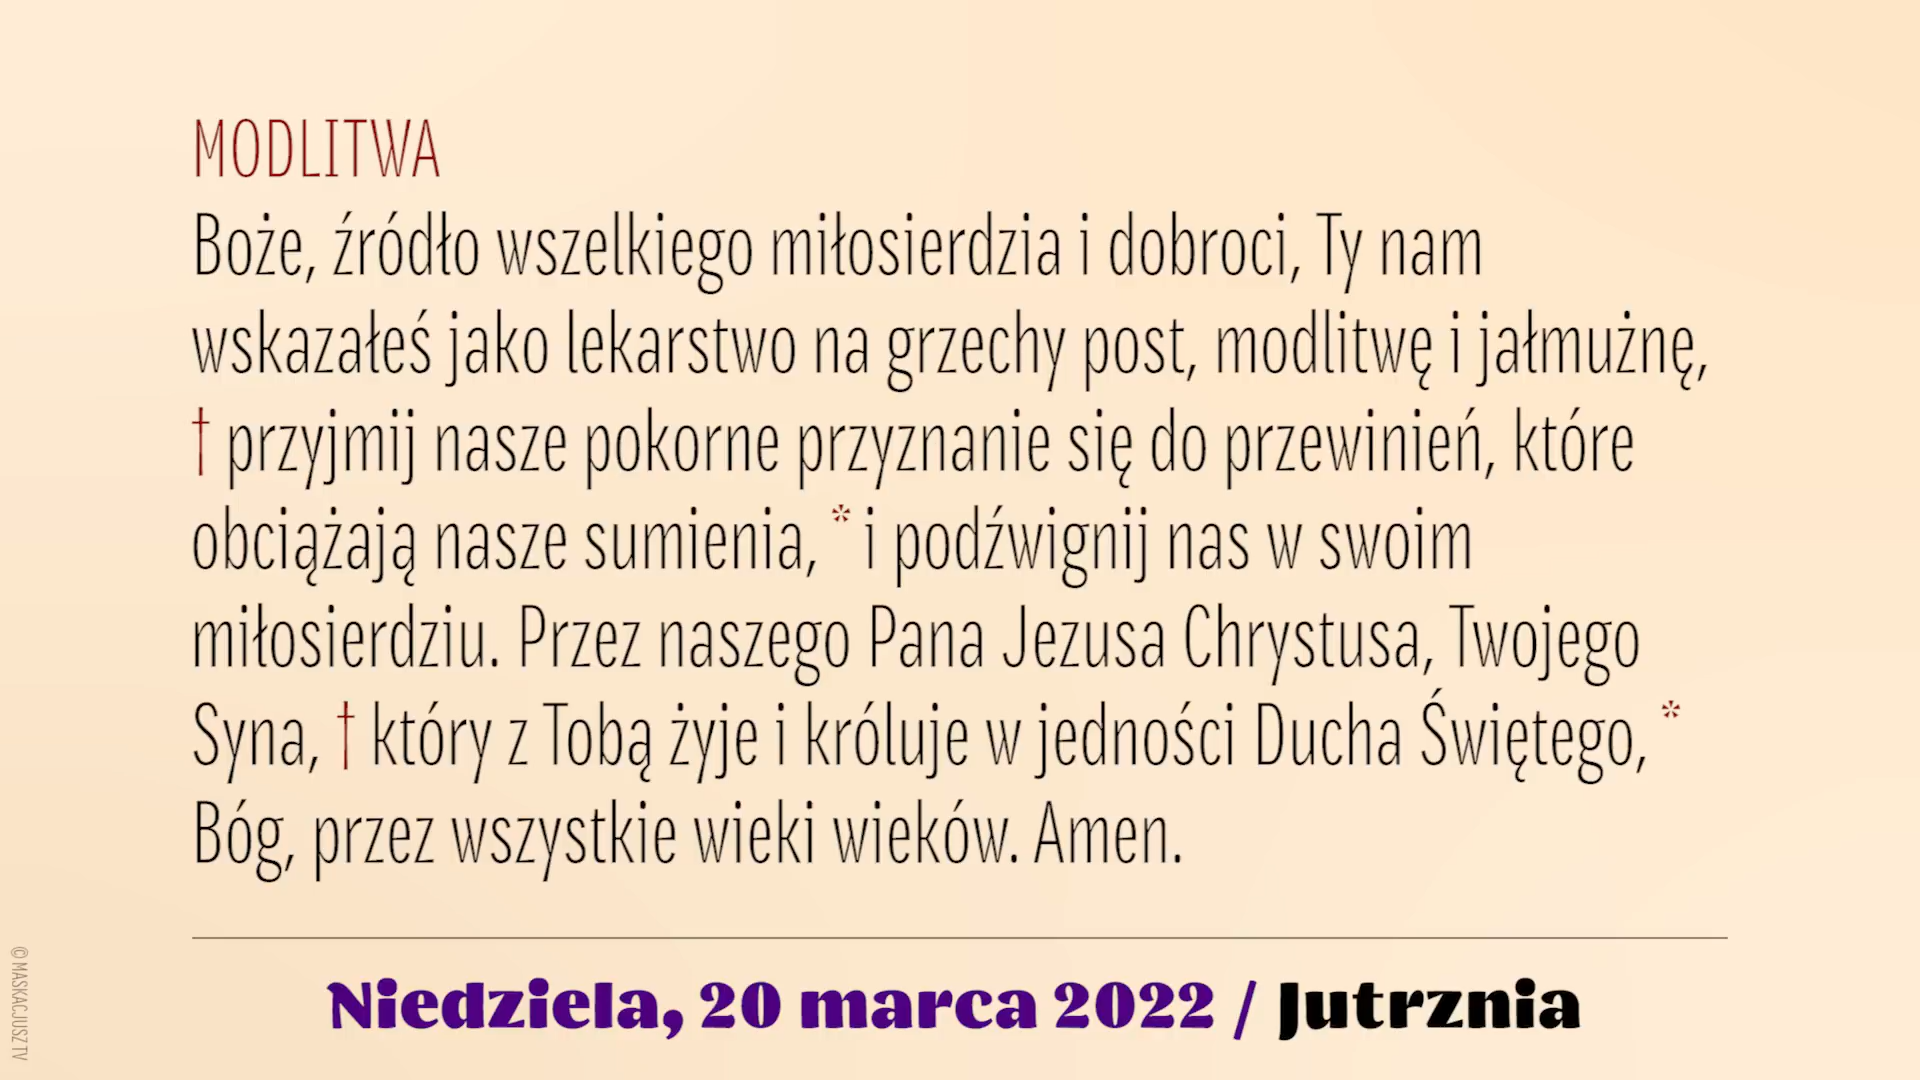 MODLITWA
Boże, źródło wszelkiego miłosierdzia i dobroci, Ty nam
wskazałeś jako lekarstwo na grzechy post, modlitwę i jałmużnę,
† przyjmij nasze pokorne przyznanie się do przewinień, które
obciążają nasze sumienia, * i podźwignij nas w swoim
miłosierdziu. Przez naszego Pana Jezusa Chrystusa, Twojego
Syna, † który z Tobą żyje i króluje w jedności Ducha Świętego, *
Bóg, przez wszystkie wieki wieków. Amen.
Niedziela, 20 marca 2022 / Jutrznia
© MASKACJUSZ TV